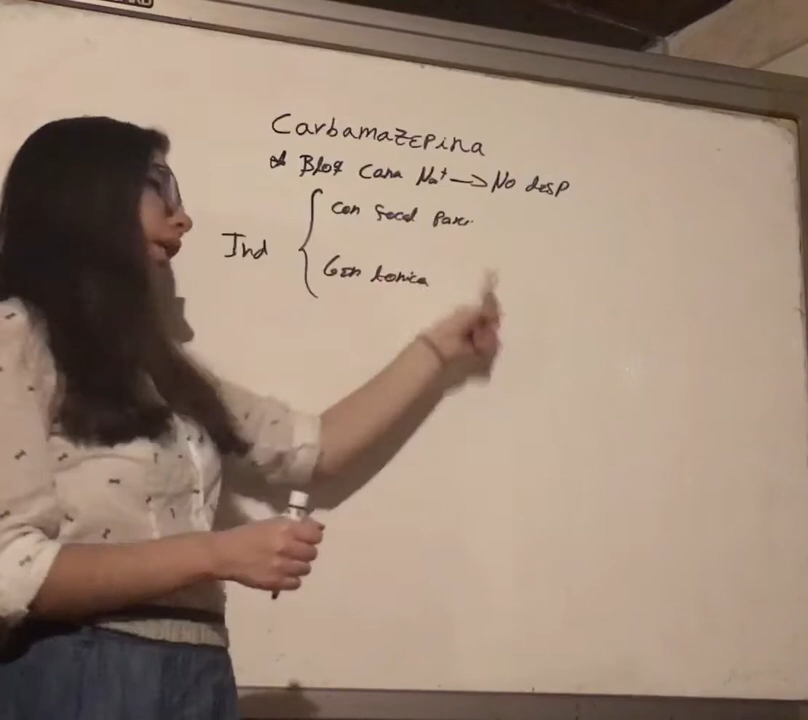 Carbamazepina
Bloq Cana Na+ → No desp
Ind
Con focal Parc.
Gen tonica